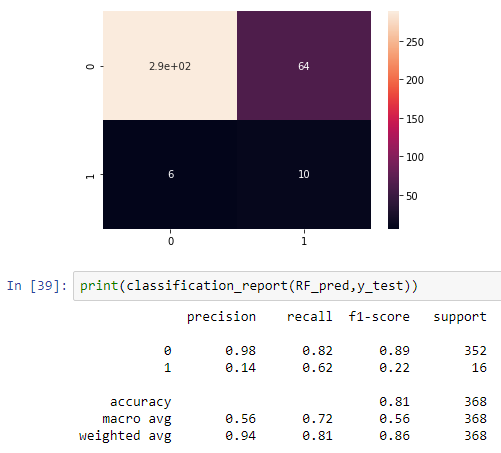 0
2.9e+02
64
1
6
10
0
1
250
200
150
100
50
In [39]: print(classification_report(RF_pred,y_test))
precision recall f1-score support
0 0.98 0.82 0.89 352
1 0.14 0.62 0.22 16
accuracy 0.81 368
macro avg 0.56 0.72 0.56 368
weighted avg 0.94 0.81 0.86 368